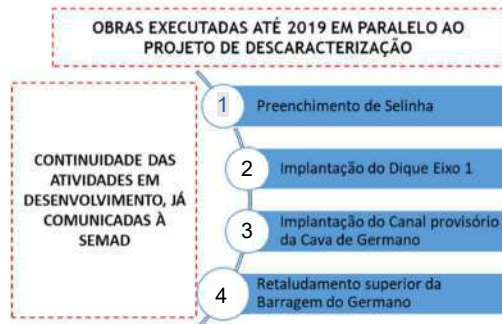 OBRAS EXECUTADAS ATÉ 2019 EM PARALELO AO
PROJETO DE DESCARACTERIZAÇÃO
CONTINUIDADE DAS
ATIVIDADES EM
DESENVOLVIMENTO, JÁ
COMUNICADAS À
SEMAD
1
Preenchimento de Selinha
2
Implantação do Dique Eixo 1
3
Implantação do Canal provisório
da Cava de Germano
4
Retaludamento superior da
Barragem do Germano